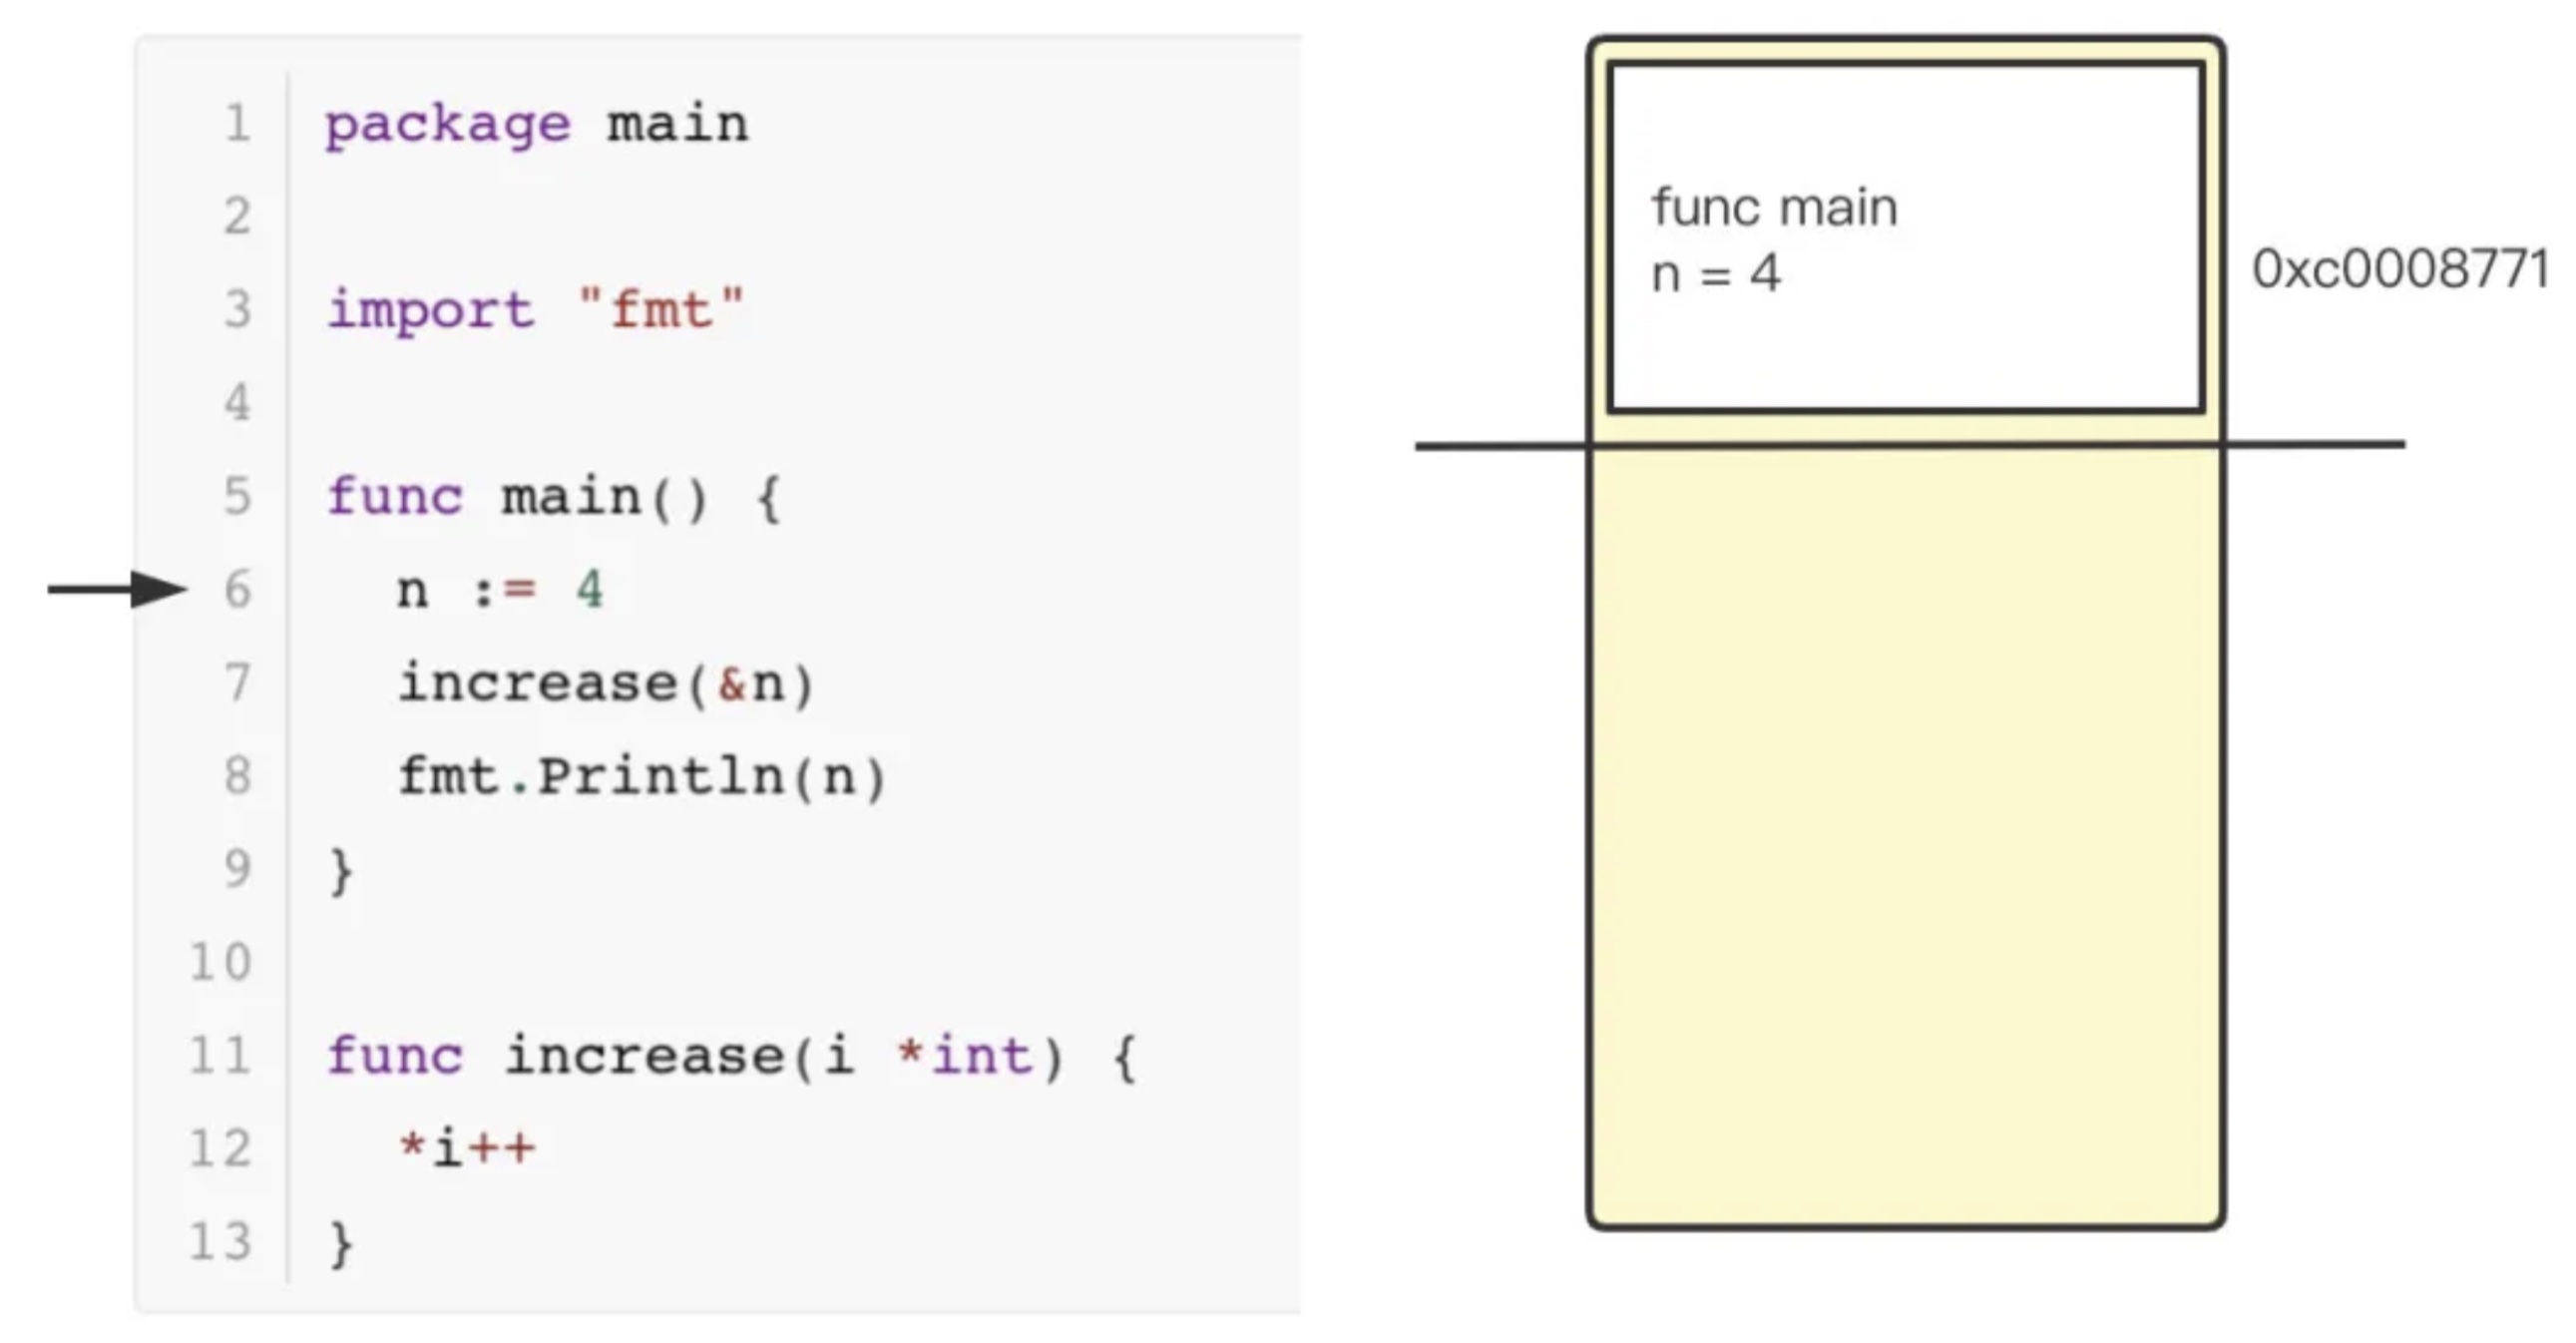 1 package main
2
3 import "fmt"
4
5 func main() {
6   n := 4
7   increase(&n)
8   fmt.Println(n)
9 }
10
11 func increase(i *int) {
12   *i++
13 }
func main
n = 4
0xc0008771